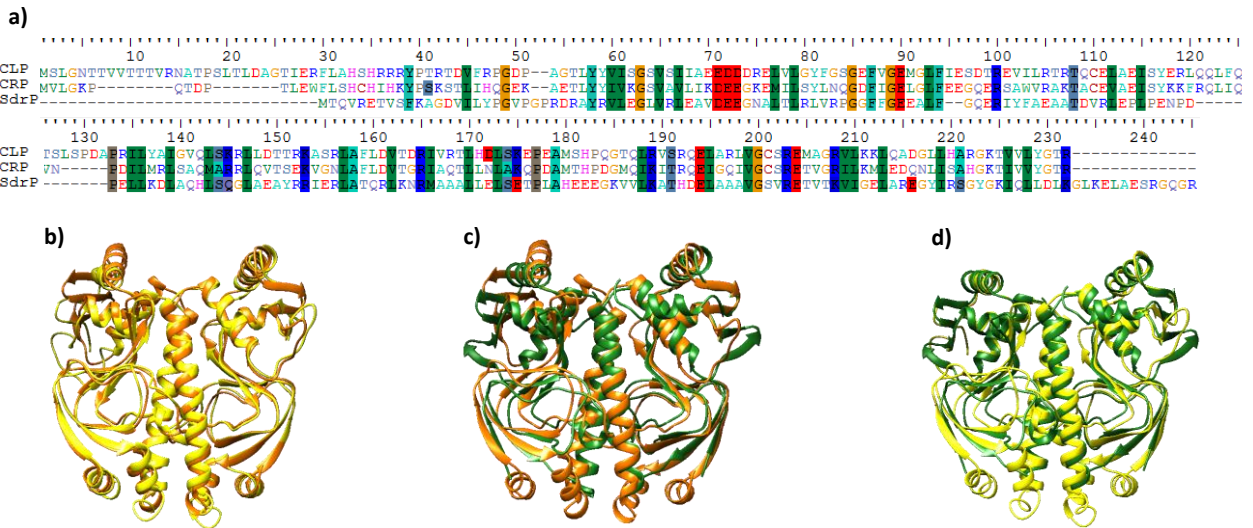 a)
10 20 30 40 50 60 70 80 90 100 110 120
CLP MSLGNTTVVTTTVRNATPSLTLDAGTIERFLAHSHRRRYPTRTDVFRPGDP--AGTLYYVISGSVSIIAEEDDDRELVLGYFGSGEFVGEMGLFIESDTREVILRTRTQCELAEISYERLQQLFQ
CRP MVLGKP--------QTDP-------TLEWFLSHCHIHKYPSKSTLIHQGEK--AETLYYIVKGSVAVLIKDEEGKEMILSYLNQGDFIGELGLFEEGQERSAWVRAKTACEVAEISYKKFRQLIQ
SdrP -----------------------------MTQVRETVSFKAGDVILYPGVPGPRDRAYRVLEGLVRLEAVDEEGNALTLRLVRPGGFFGEEALF--GQERIYFAEAATDVRLEPLPENPD-----
130 140 150 160 170 180 190 200 210 220 230 240
CLP TSLSPDAPRILYAIGVQLSKRLLDTTRKASRLAFLDVTDRIVRTLHDLSKEPEAMSHPQGTQLRVSRQELARLVGCSREMAGRVLKKLQADGLLHARGKTVVLYGTR-------------
CRP VN-----PDILMRLSAQMARRLQVTSEKVGNLAFLDVTGRIAQTLLNLAKQPDAMTHPDGMQIKITRQEIGQIVGCSRETVGRILKMLEDQNLISAHGKTIVVYGTR-------------
SdrP -------PELLKDLAQHLSQGLAEAYRRIERLATQRLKNRMAAALLELSETPLAHEEEGKVVLKATHDELAAAVGSVRETVTKVIGELAREGYIRSGYGKIQLLDLKGLKELAESRGQGR
b)
c)
d)